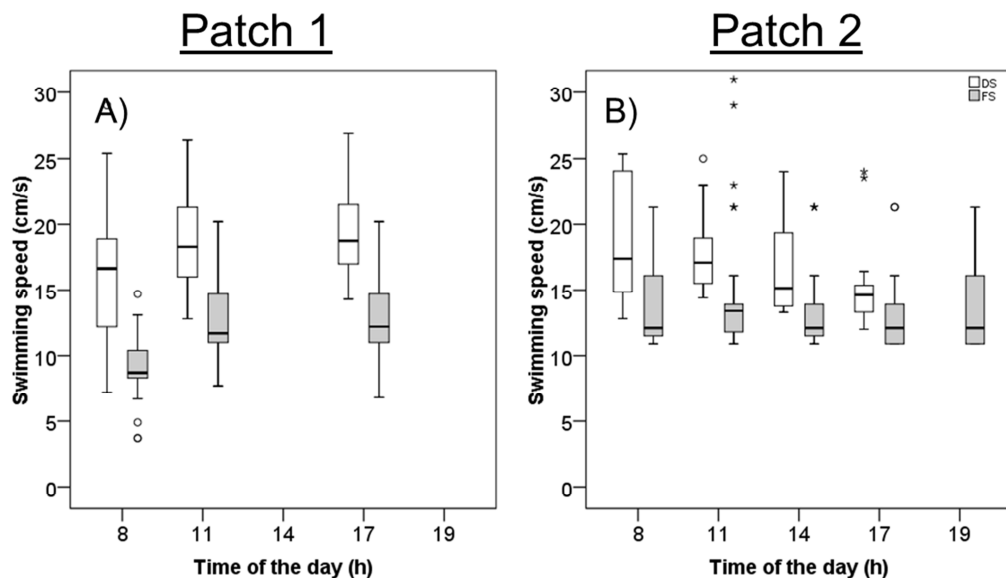 Patch 1
Patch 2
A)
30
25
20
15
10
5
0
Swimming speed (cm/s)
8
11
14
17
19
Time of the day (h)
B)
DS
FS
30
25
20
15
10
5
0
Swimming speed (cm/s)
8
11
14
17
19
Time of the day (h)